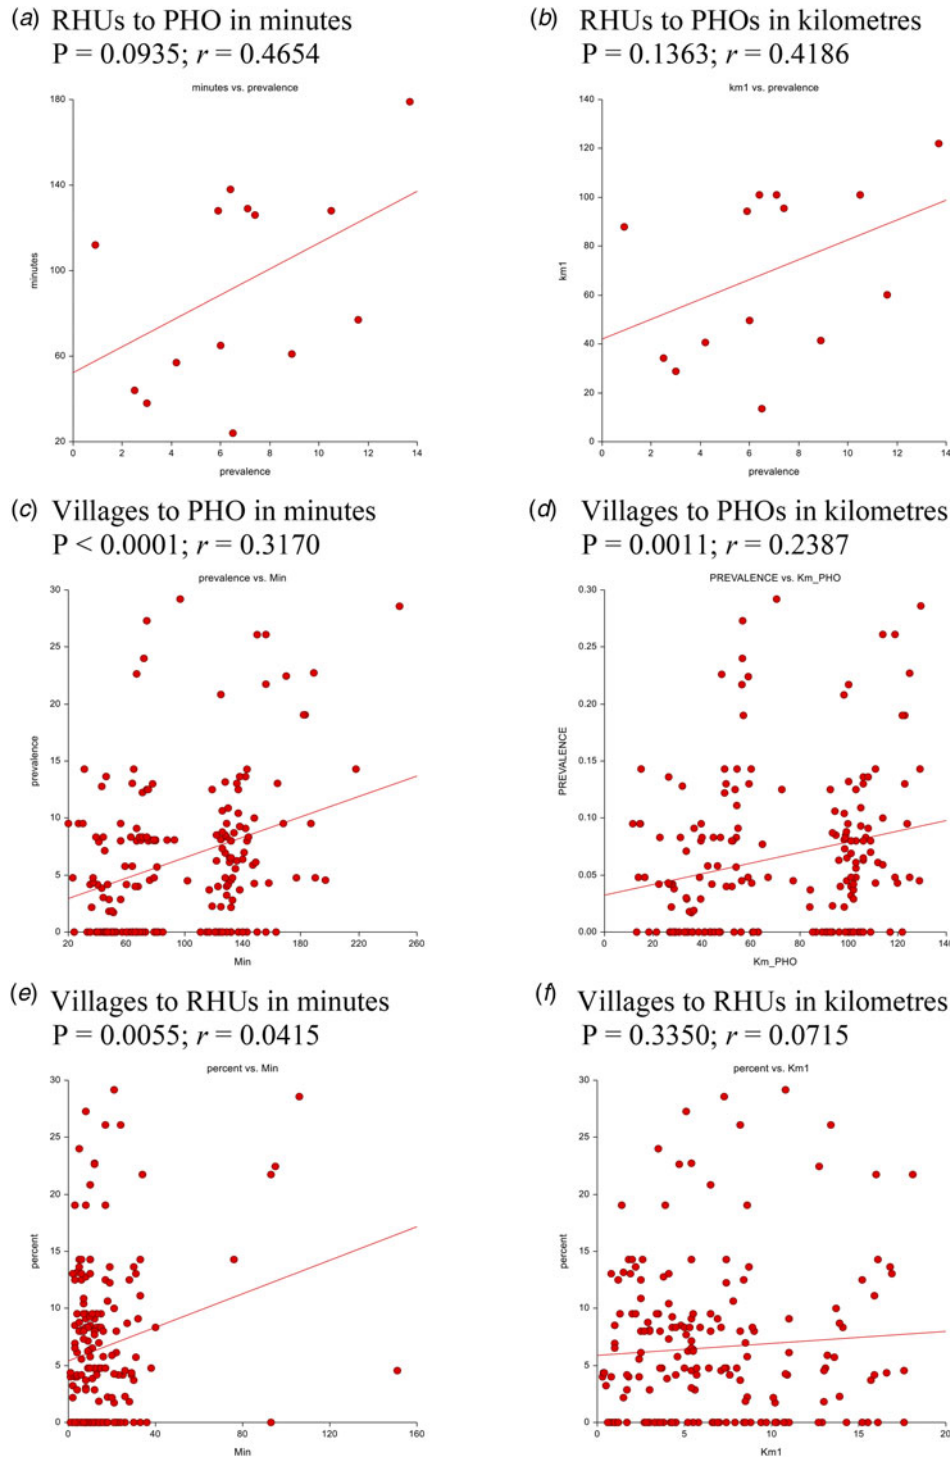 (a) RHUs to PHO in minutes
P = 0.0935; r = 0.4654
minutes vs. prevalence
180
140
100
60
20
minutes
0 2 4 6 8 10 12 14
prevalence
(b) RHUs to PHOs in kilometres
P = 0.1363; r = 0.4186
km1 vs. prevalence
140
120
100
80
60
40
20
0
km1
0 2 4 6 8 10 12 14
prevalence
(c) Villages to PHO in minutes
P < 0.0001; r = 0.3170
prevalence vs. Min
30
25
20
15
10
5
0
prevalence
20 60 100 140 180 220 260
Min
(d) Villages to PHOs in kilometres
P = 0.0011; r = 0.2387
PREVALENCE vs. Km_PHO
0.30
0.25
0.20
0.15
0.10
0.05
0.00
PREVALENCE
0 20 40 60 80 100 120 140
Km_PHO
(e) Villages to RHUs in minutes
P = 0.0055; r = 0.0415
percent vs. Min
30
25
20
15
10
5
0
percent
0 40 80 120 160
Min
(f) Villages to RHUs in kilometres
P = 0.3350; r = 0.0715
percent vs. Km1
30
25
20
15
10
5
0
percent
0 5 10 15 20
Km1